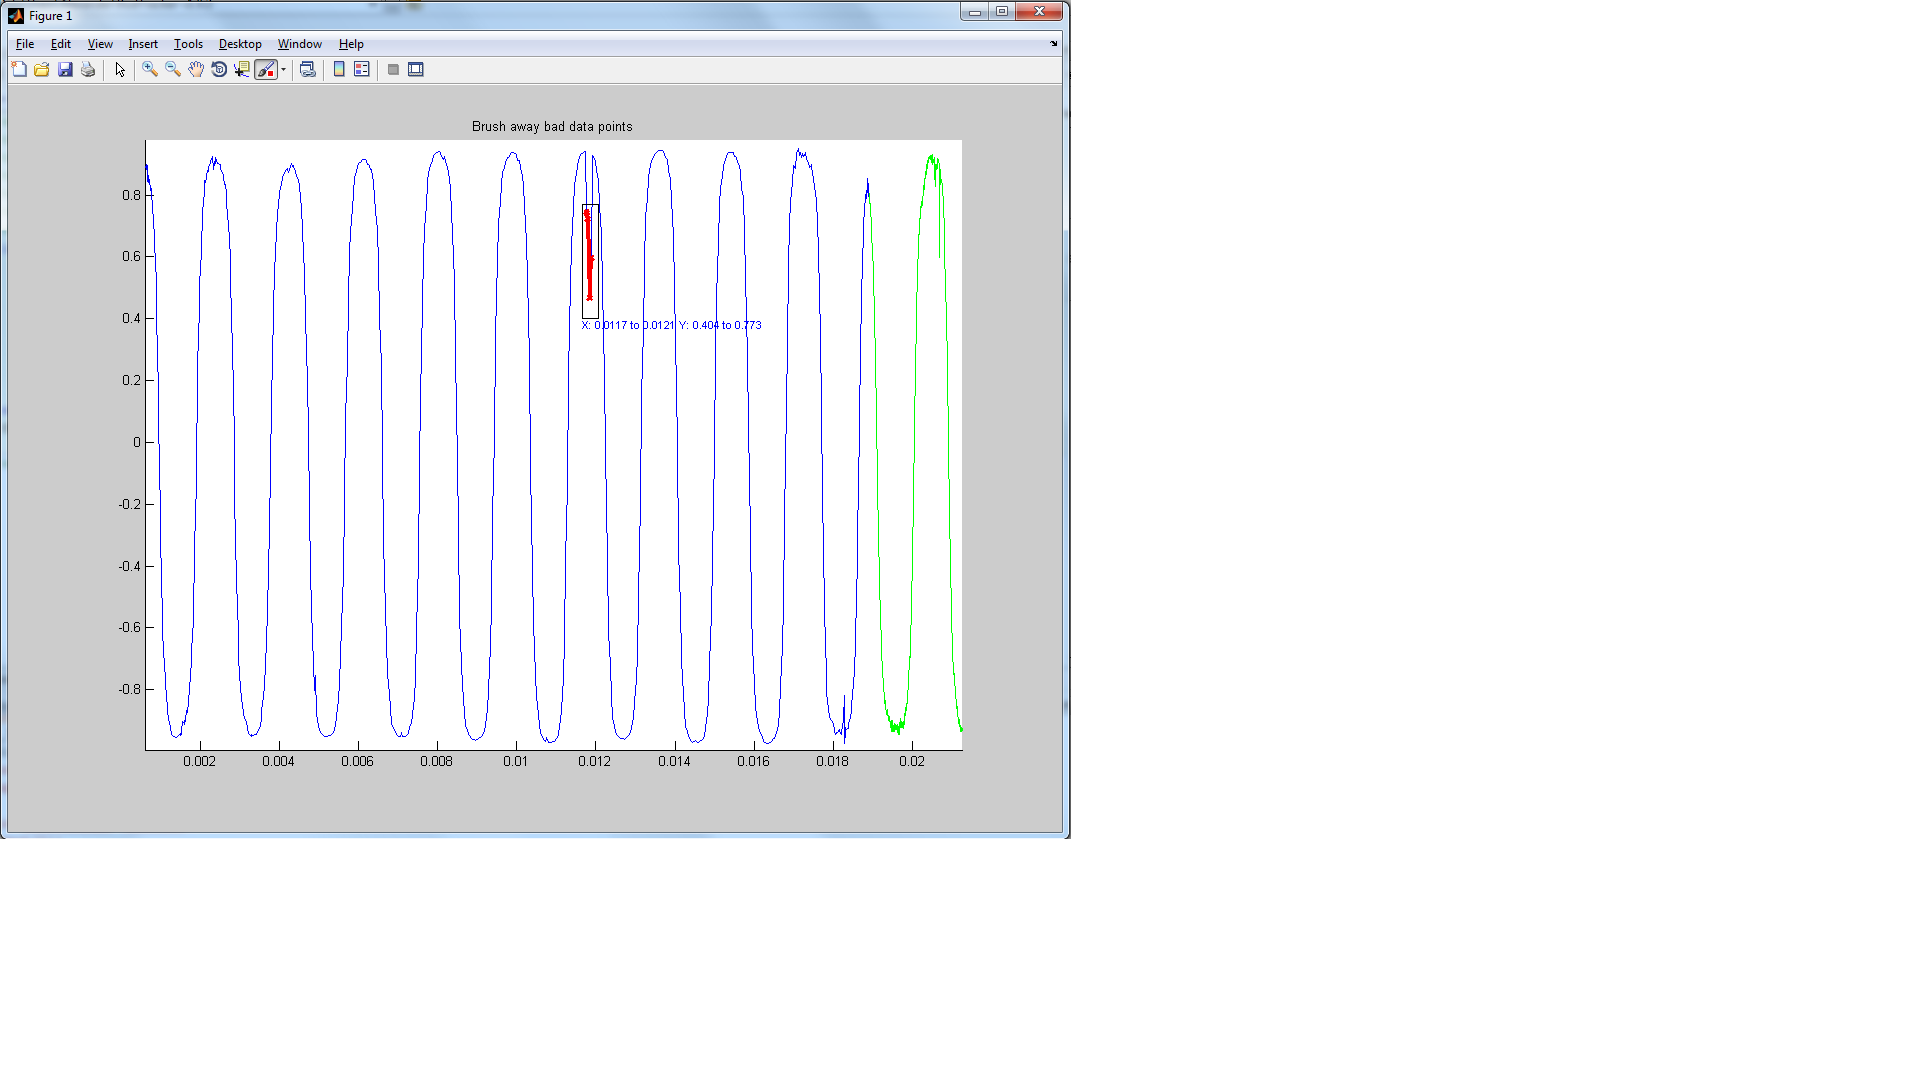 Figure 1
File Edit View Insert Tools Desktop Window Help
Brush away bad data points
0.8
0.6
0.4
X: 0.0117 to 0.0121 Y: 0.404 to 0.773
0.2
0
-0.2
-0.4
-0.6
-0.8
0.002 0.004 0.006 0.008 0.01 0.012 0.014 0.016 0.018 0.02